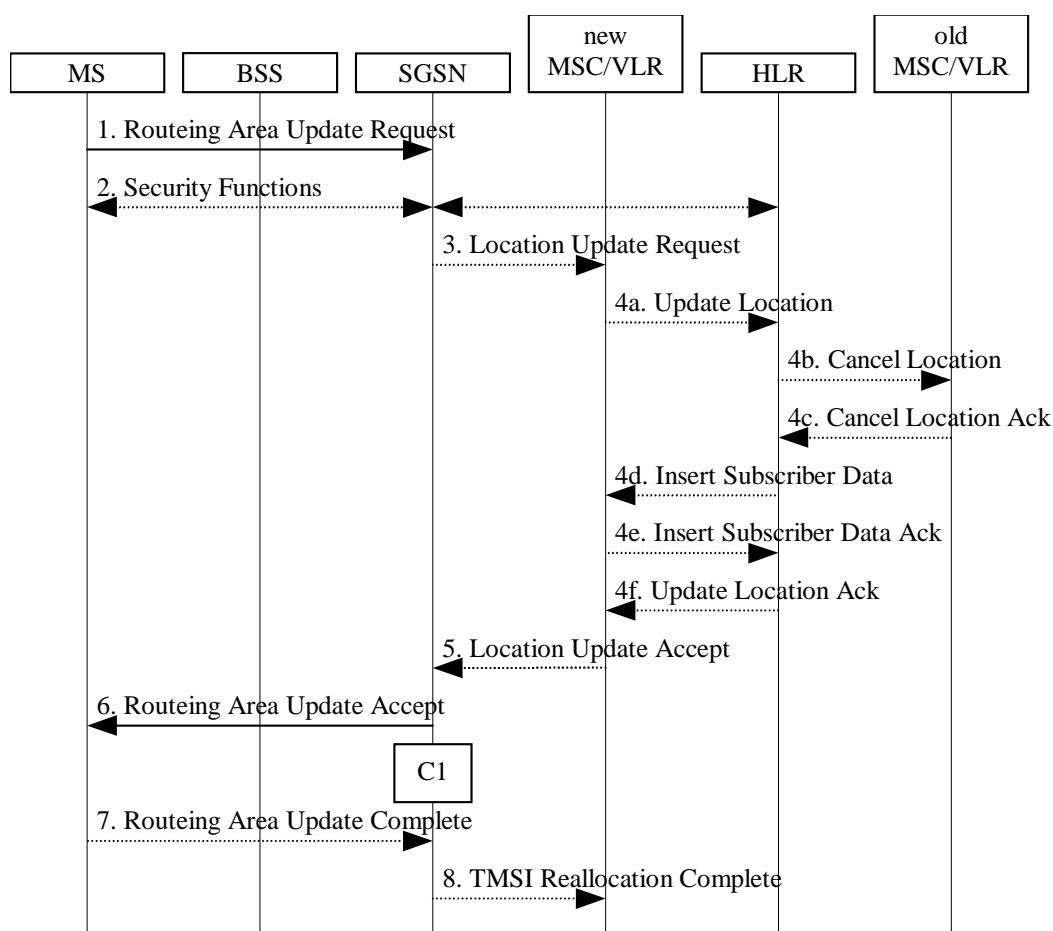 new
MSC/VLR
old
MSC/VLR
MS
BSS
SGSN
HLR
1. Routeing Area Update Request
2. Security Functions
3. Location Update Request
4a. Update Location
4b. Cancel Location
4c. Cancel Location Ack
4d. Insert Subscriber Data
4e. Insert Subscriber Data Ack
4f. Update Location Ack
5. Location Update Accept
6. Routeing Area Update Accept
C1
7. Routeing Area Update Complete
8. TMSI Reallocation Complete